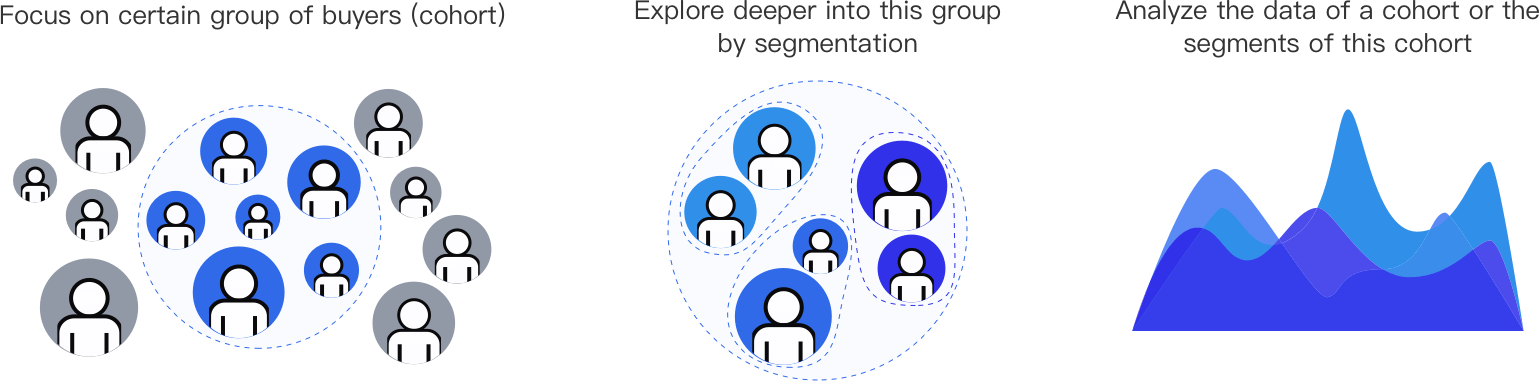 Focus on certain group of buyers (cohort)
Explore deeper into this group
by segmentation
Analyze the data of a cohort or the
segments of this cohort